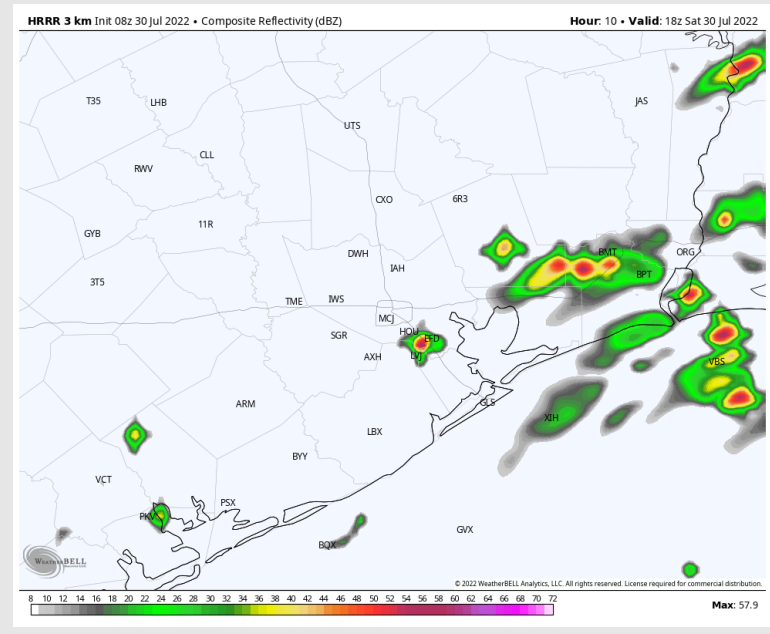 HRRR 3 km Init 08z 30 Jul 2022 • Composite Reflectivity (dBZ) Hour: 10 • Valid: 18z Sat 30 Jul 2022
T35 LHB JAS
UTS
CLL
RWV
CXO 6R3
11R
GYB
DWH BMT ORG
IAH BPT
3T5
TME IWS
MCJ
SGR HOU EFD
AXH LVJ VBS
ARM GLS
XIH
LBX
BYY
VCT
PSX
PKV GVX
BQX
WEATHERBELL
© 2022 WeatherBELL Analytics, LLC. All rights reserved. License required for commercial distribution.
8 10 12 14 16 18 20 22 24 26 28 30 32 34 36 38 40 42 44 46 48 50 52 54 56 58 60 62 64 66 68 70 72
Max: 57.9